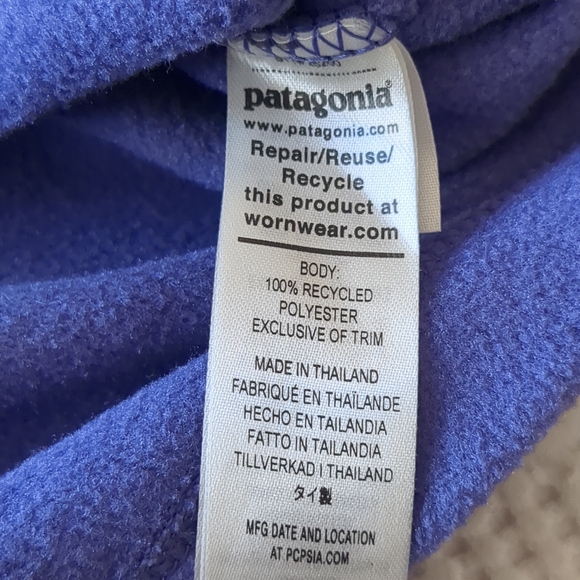 patagonia®
www.patagonia.com
Repair/Reuse/
Recycle
this product at
wornwear.com
BODY:
100% RECYCLED
POLYESTER
EXCLUSIVE OF TRIM
MADE IN THAILAND
FABRIQUÉ EN THAÏLANDE
HECHO EN TAILANDIA
FATTO IN TAILANDIA
TILLVERKAD I THAILAND
タイ製
MFG DATE AND LOCATION
AT PCPSIA.COM